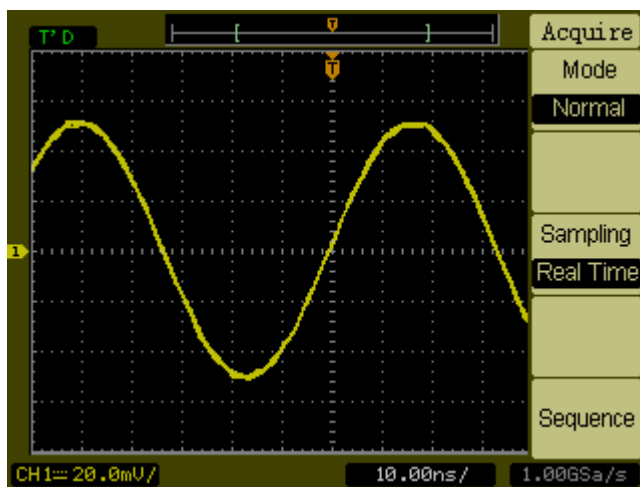 T'D
T
Acquire
T
Mode
Normal
1
Sampling
Real Time
Sequence
CH1 20.0mV/
10.00ns/
1.00GSa/s